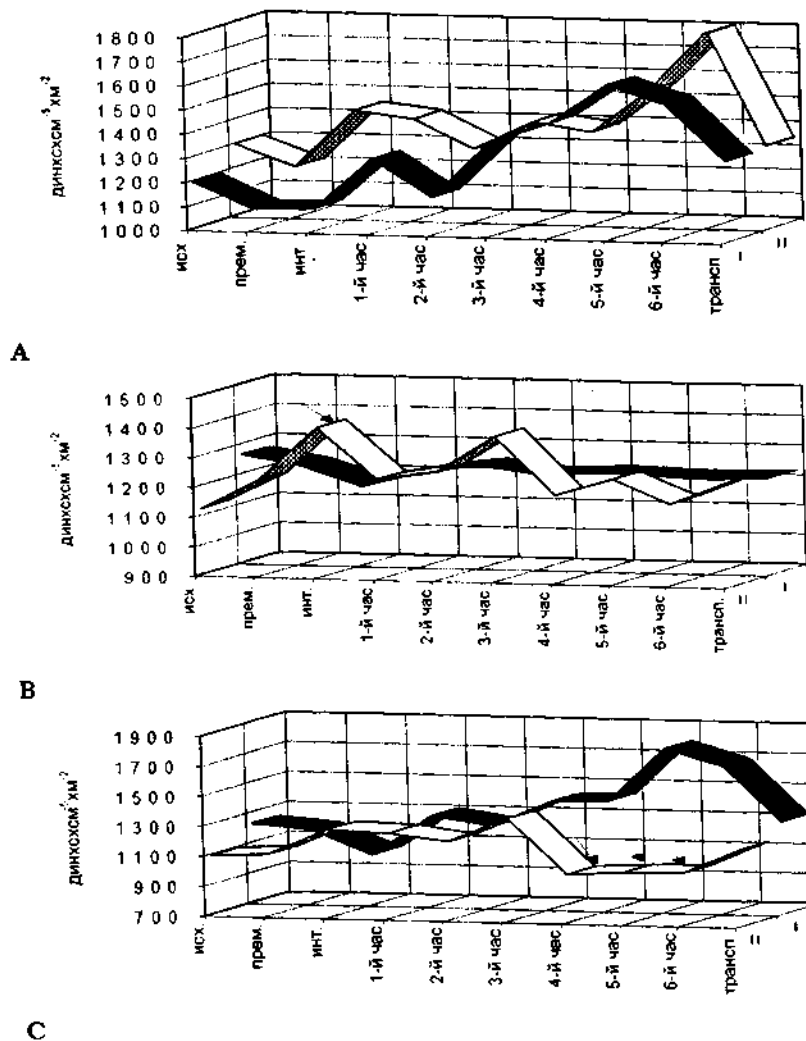 1800
1700
1600
1500
1400
1300
1200
1100
1000
динхсхсм⁻⁵хм⁻²
исх
прем.
инт
1-й час
2-й час
3-й час
4-й час
5-й час
6-й час
трансп
I
II
A
1500
1400
1300
1200
1100
1000
900
динхсхсм⁻⁵хм⁻²
исх
прем.
инт.
1-й час
2-й час
3-й час
4-й час
5-й час
6-й час
трансп.
II
I
B
1900
1700
1500
1300
1100
900
700
динхсхсм⁻⁵хм⁻²
исх.
прем.
инт.
1-й час
2-й час
3-й час
4-й час
5-й час
6-й час
трансп
II
I
C